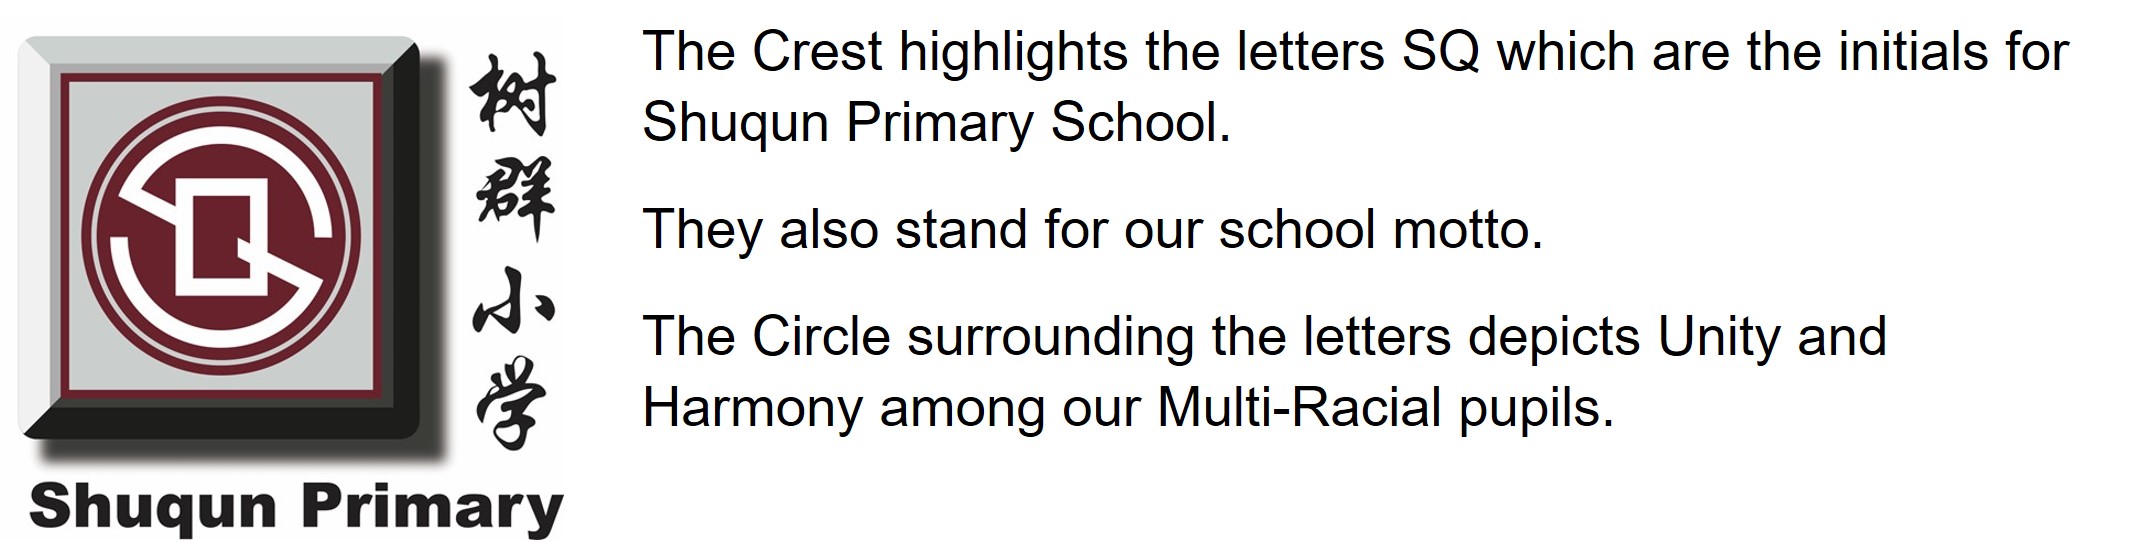 树群小学
Shuqun Primary
The Crest highlights the letters SQ which are the initials for
Shuqun Primary School.
They also stand for our school motto.
The Circle surrounding the letters depicts Unity and
Harmony among our Multi-Racial pupils.